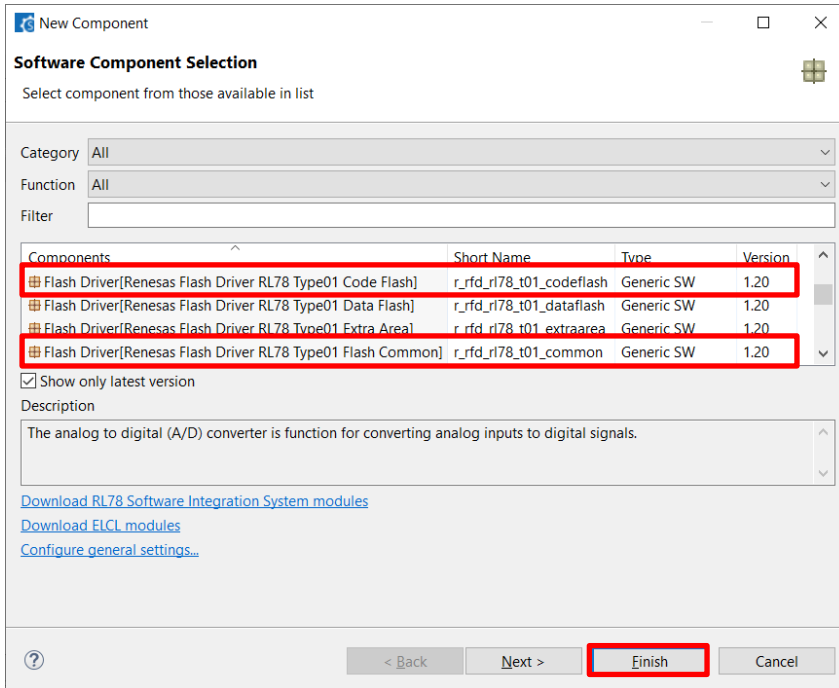 New Component
Software Component Selection
Select component from those available in list
Category All
Function All
Filter
Components Short Name Type Version
Flash Driver[Renesas Flash Driver RL78 Type01 Code Flash] r_rfd_rl78_t01_codeflash Generic SW 1.20
Flash Driver[Renesas Flash Driver RL78 Type01 Data Flash] r_rfd_rl78_t01_dataflash Generic SW 1.20
Flash Driver[Renesas Flash Driver RL78 Type01 Extra Area] r_rfd_rl78_t01_extraarea Generic SW 1.20
Flash Driver[Renesas Flash Driver RL78 Type01 Flash Common] r_rfd_rl78_t01_common Generic SW 1.20
Show only latest version
Description
The analog to digital (A/D) converter is function for converting analog inputs to digital signals.
Download RL78 Software Integration System modules
Download ELCL modules
Configure general settings...
? < Back Next > Finish Cancel